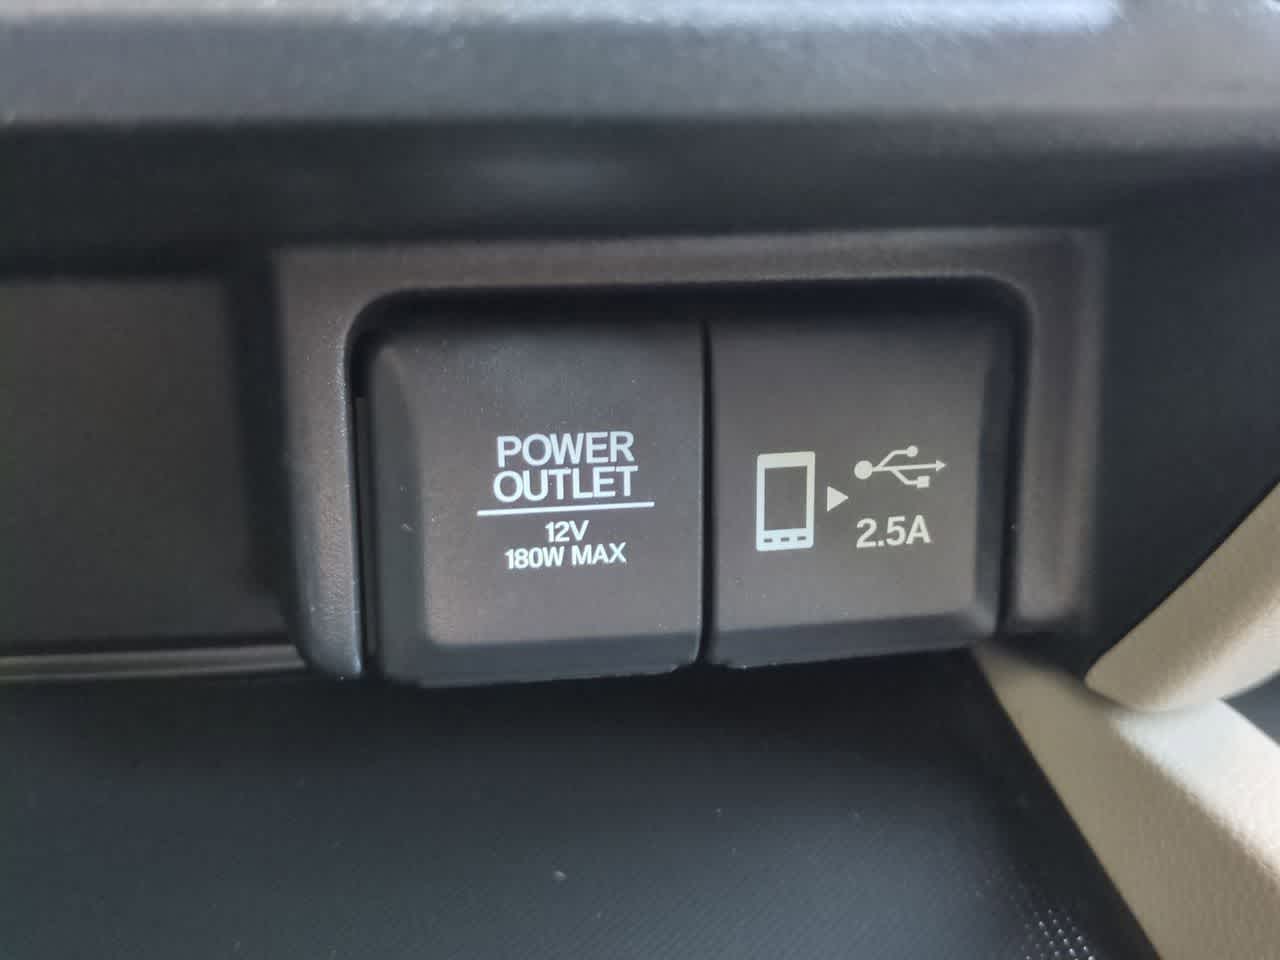 POWER
OUTLET
12V
180W MAX
2.5A